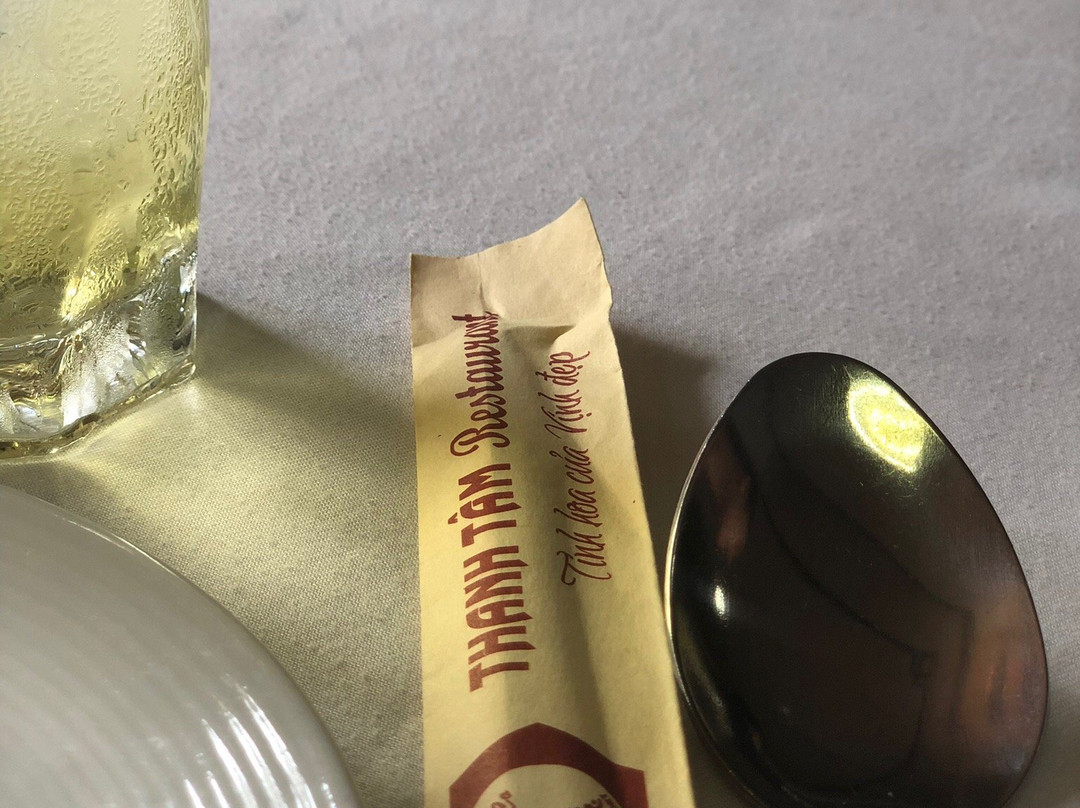 THANH TÂM Restaurant
Tinh hoa của Vịnh đẹp